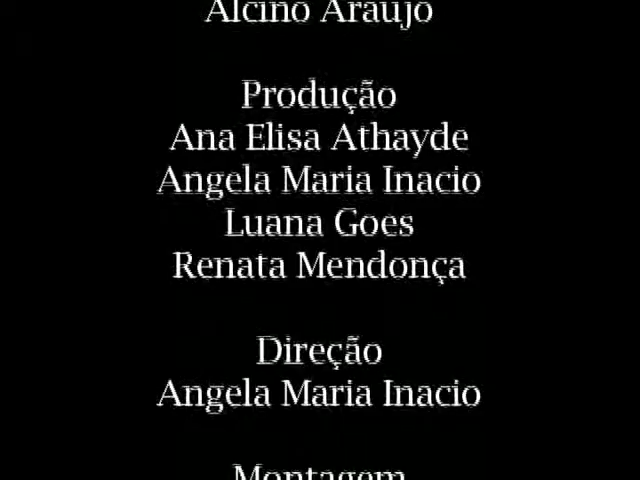 Alcino Araujo
Produção
Ana Elisa Athayde
Angela Maria Inacio
Luana Goes
Renata Mendonça
Direção
Angela Maria Inacio
Montagem